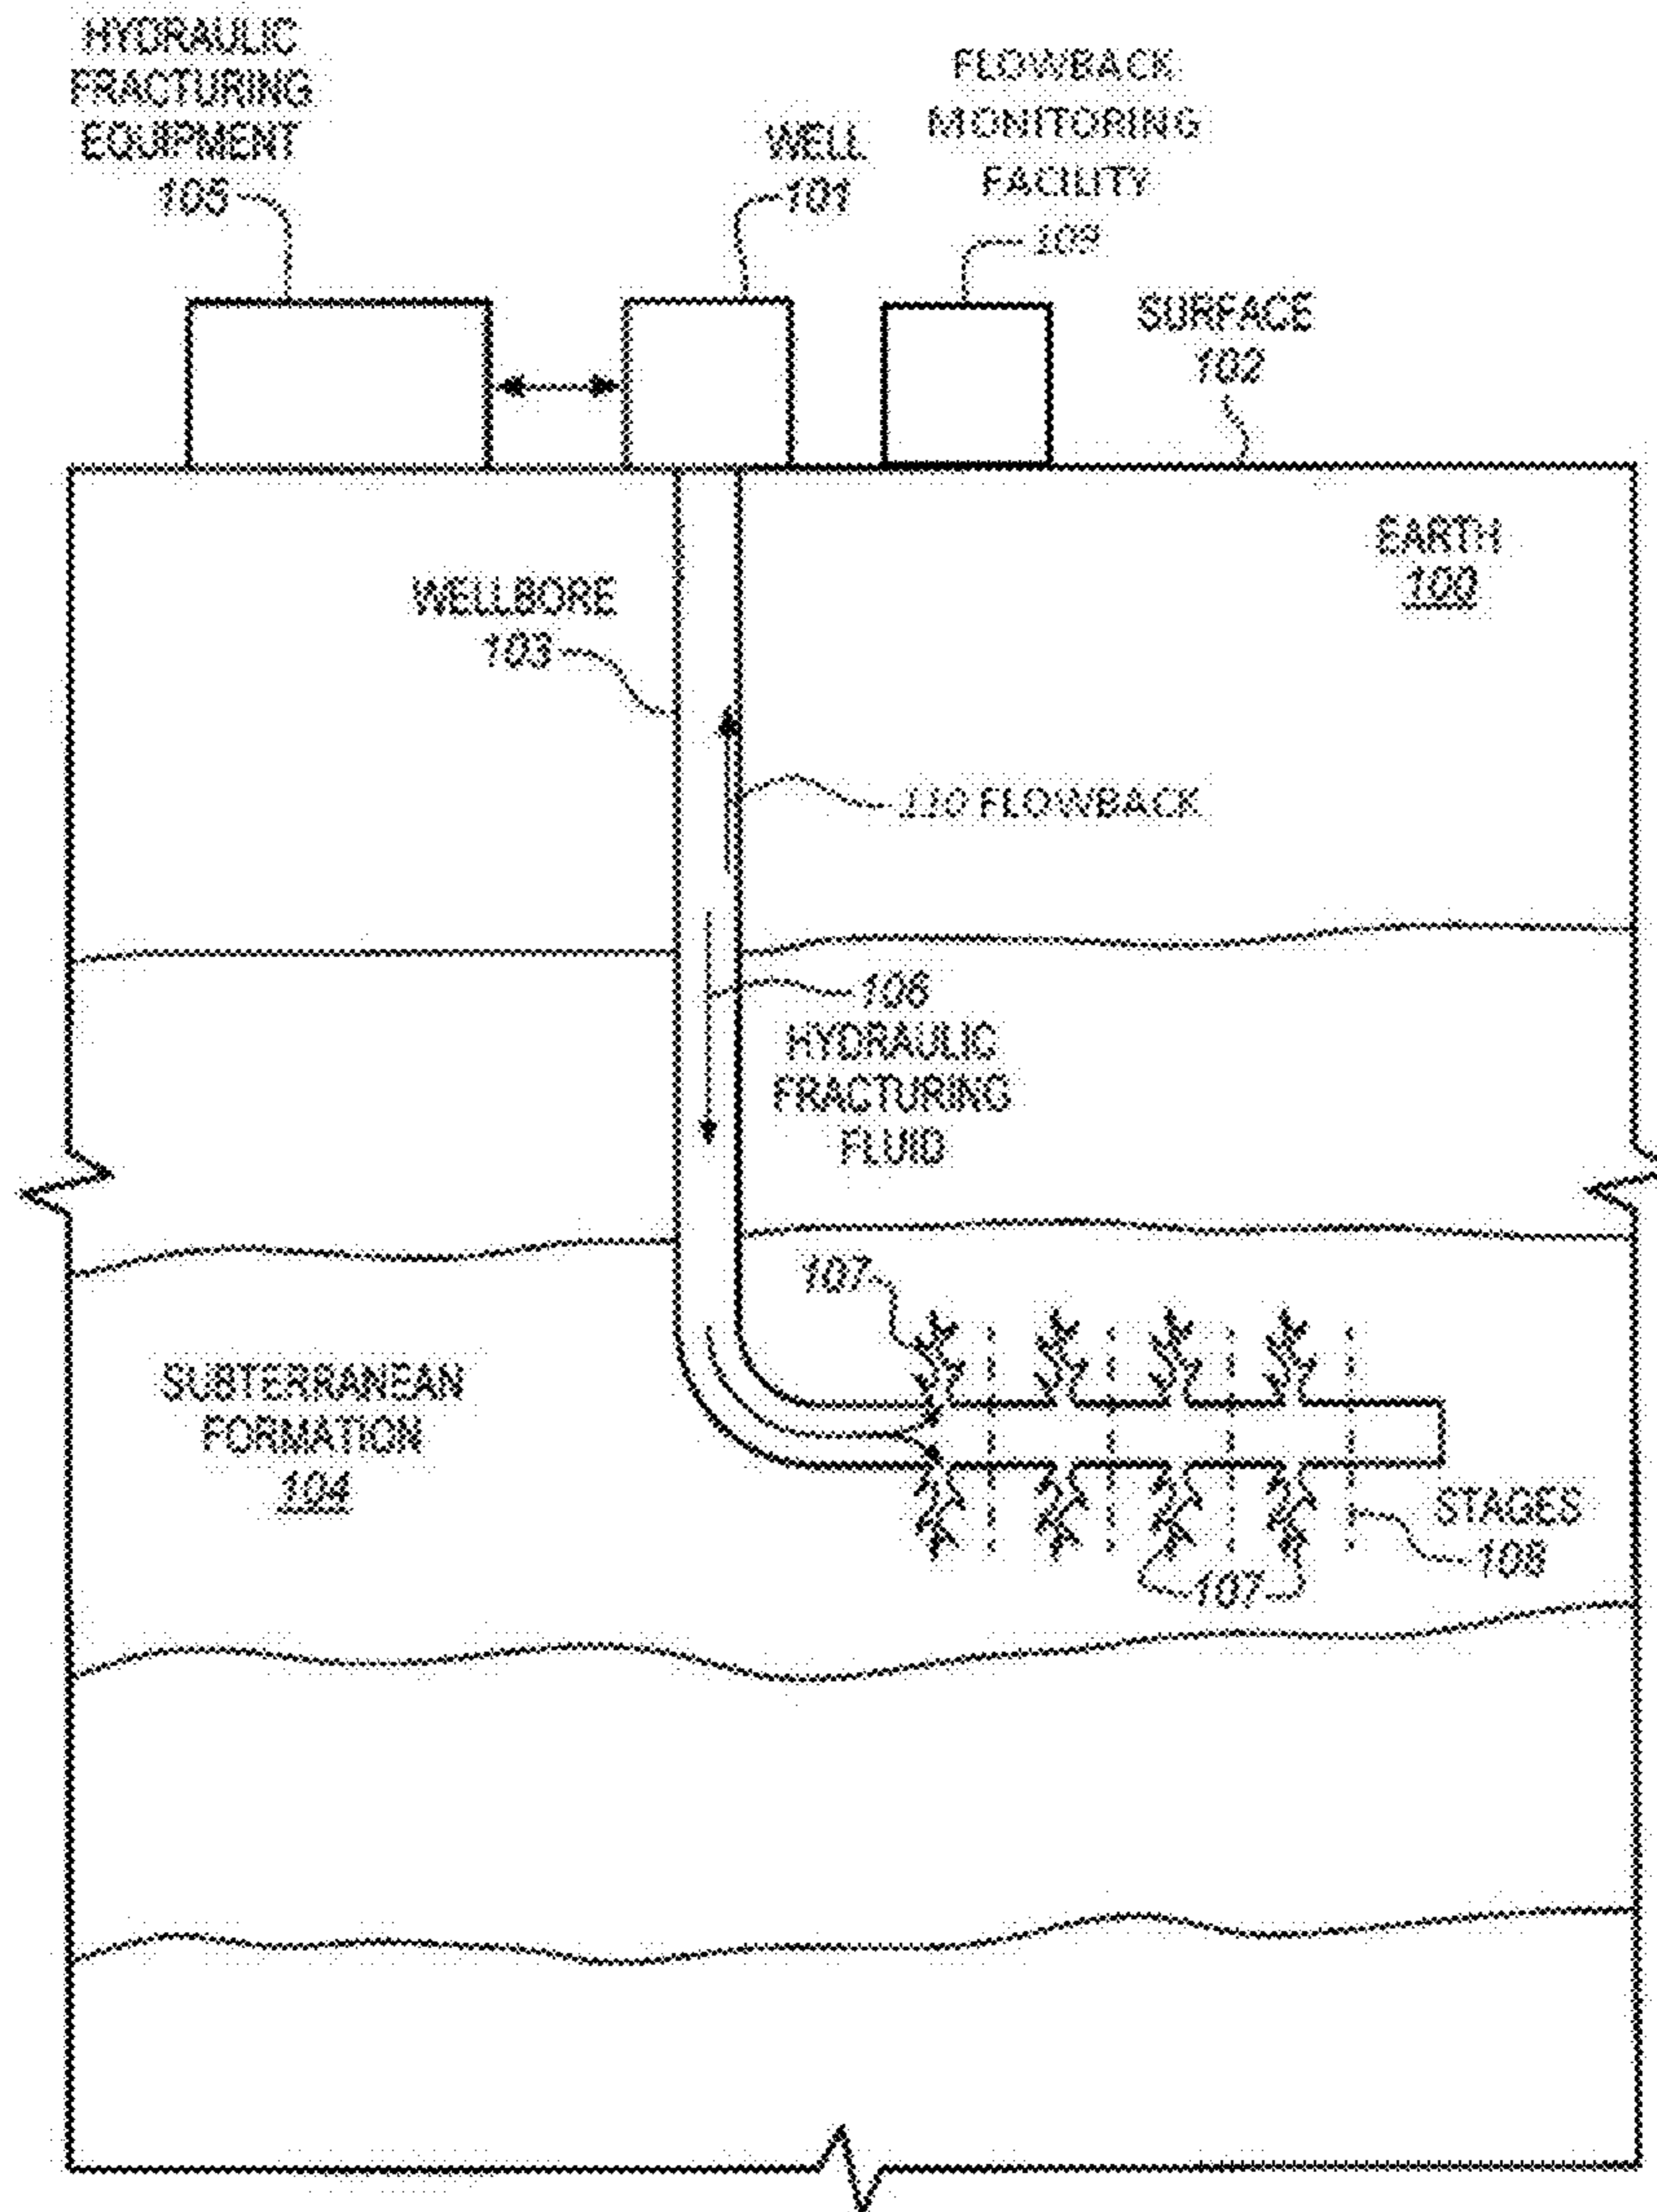 HYDRAULIC
FRACTURING
EQUIPMENT
105
WELL
101
FLOWBACK
MONITORING
FACILITY
109
SURFACE
102
EARTH
100
WELLBORE
103
110 FLOWBACK
106
HYDRAULIC
FRACTURING
FLUID
107
SUBTERRANEAN
FORMATION
104
STAGES
108
107